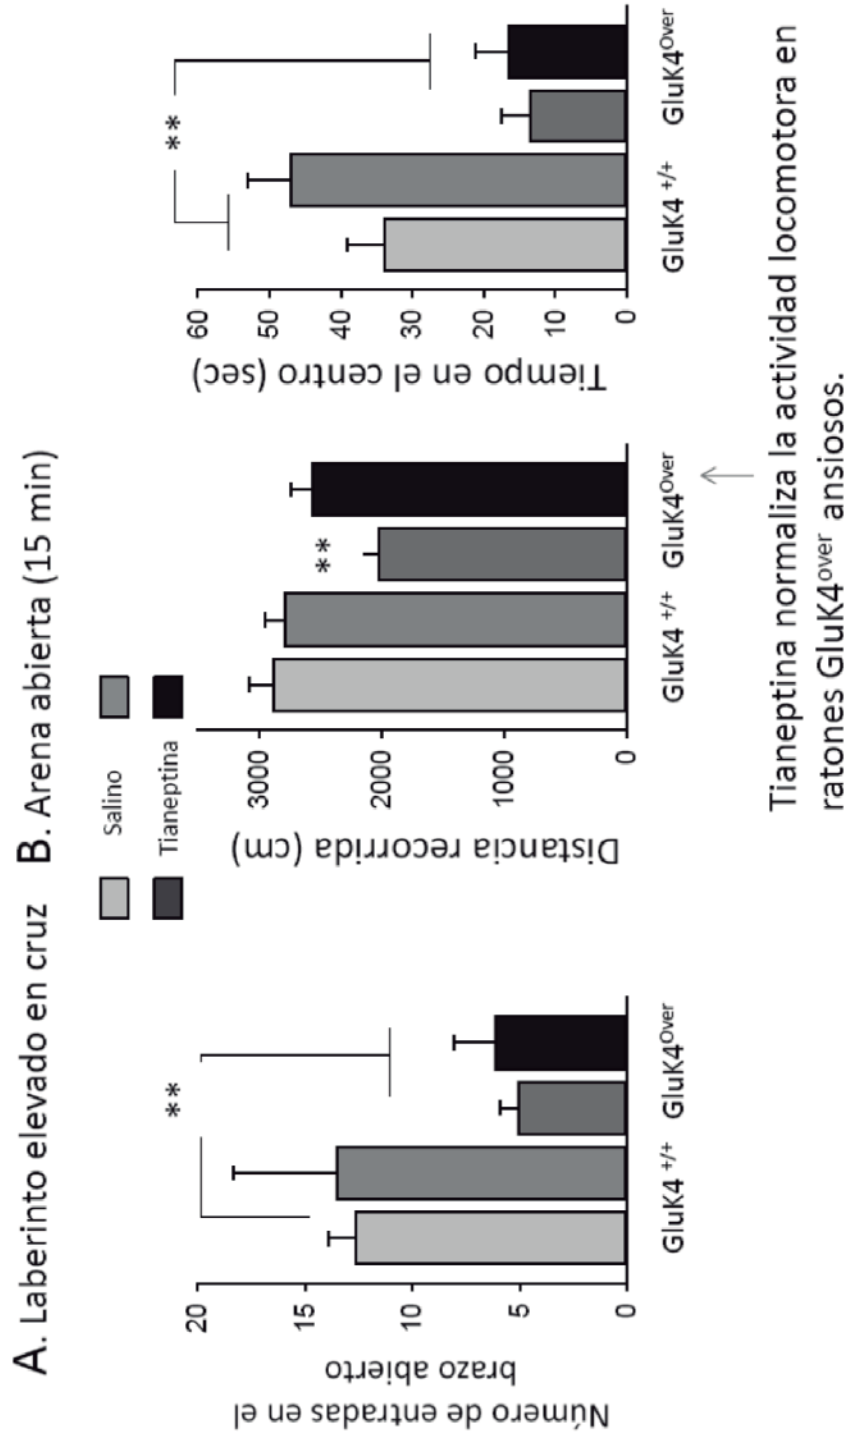 A. Laberinto elevado en cruz
B. Arena abierta (15 min)
Salino
Tianeptina
Número de entradas en el
brazo abierto
20
15
10
5
0
**
GluK4 +/+ GluK4Over
Distancia recorrida (cm)
3000
2000
1000
0
**
GluK4 +/+ GluK4Over
Tiempo en el centro (sec)
60
50
40
30
20
10
0
**
GluK4 +/+ GluK4Over
Tianeptina normaliza la actividad locomotora en
ratones GluK4over ansiosos.